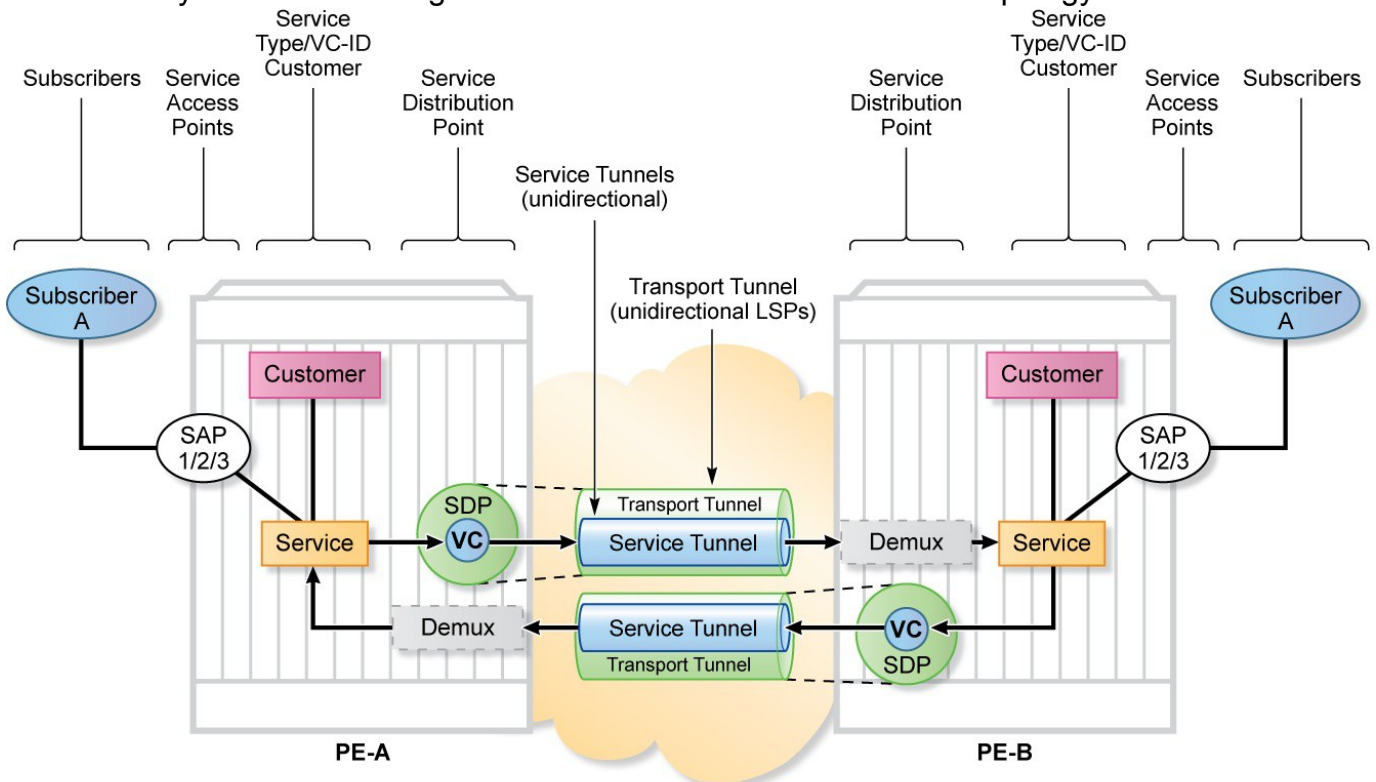 Service
Type/VC-ID
Customer
Subscribers
Service
Access
Points
Service
Distribution
Point
Service Tunnels
(unidirectional)
Transport Tunnel
(unidirectional LSPs)
Service
Distribution
Point
Service
Type/VC-ID
Customer
Service
Access
Points
Subscribers
Subscriber
A
Customer
SAP
1/2/3
Service
SDP
VC
Demux
Transport Tunnel
Service Tunnel
Service Tunnel
Transport Tunnel
Demux
Service
VC
SDP
Customer
SAP
1/2/3
Subscriber
A
PE-A
PE-B